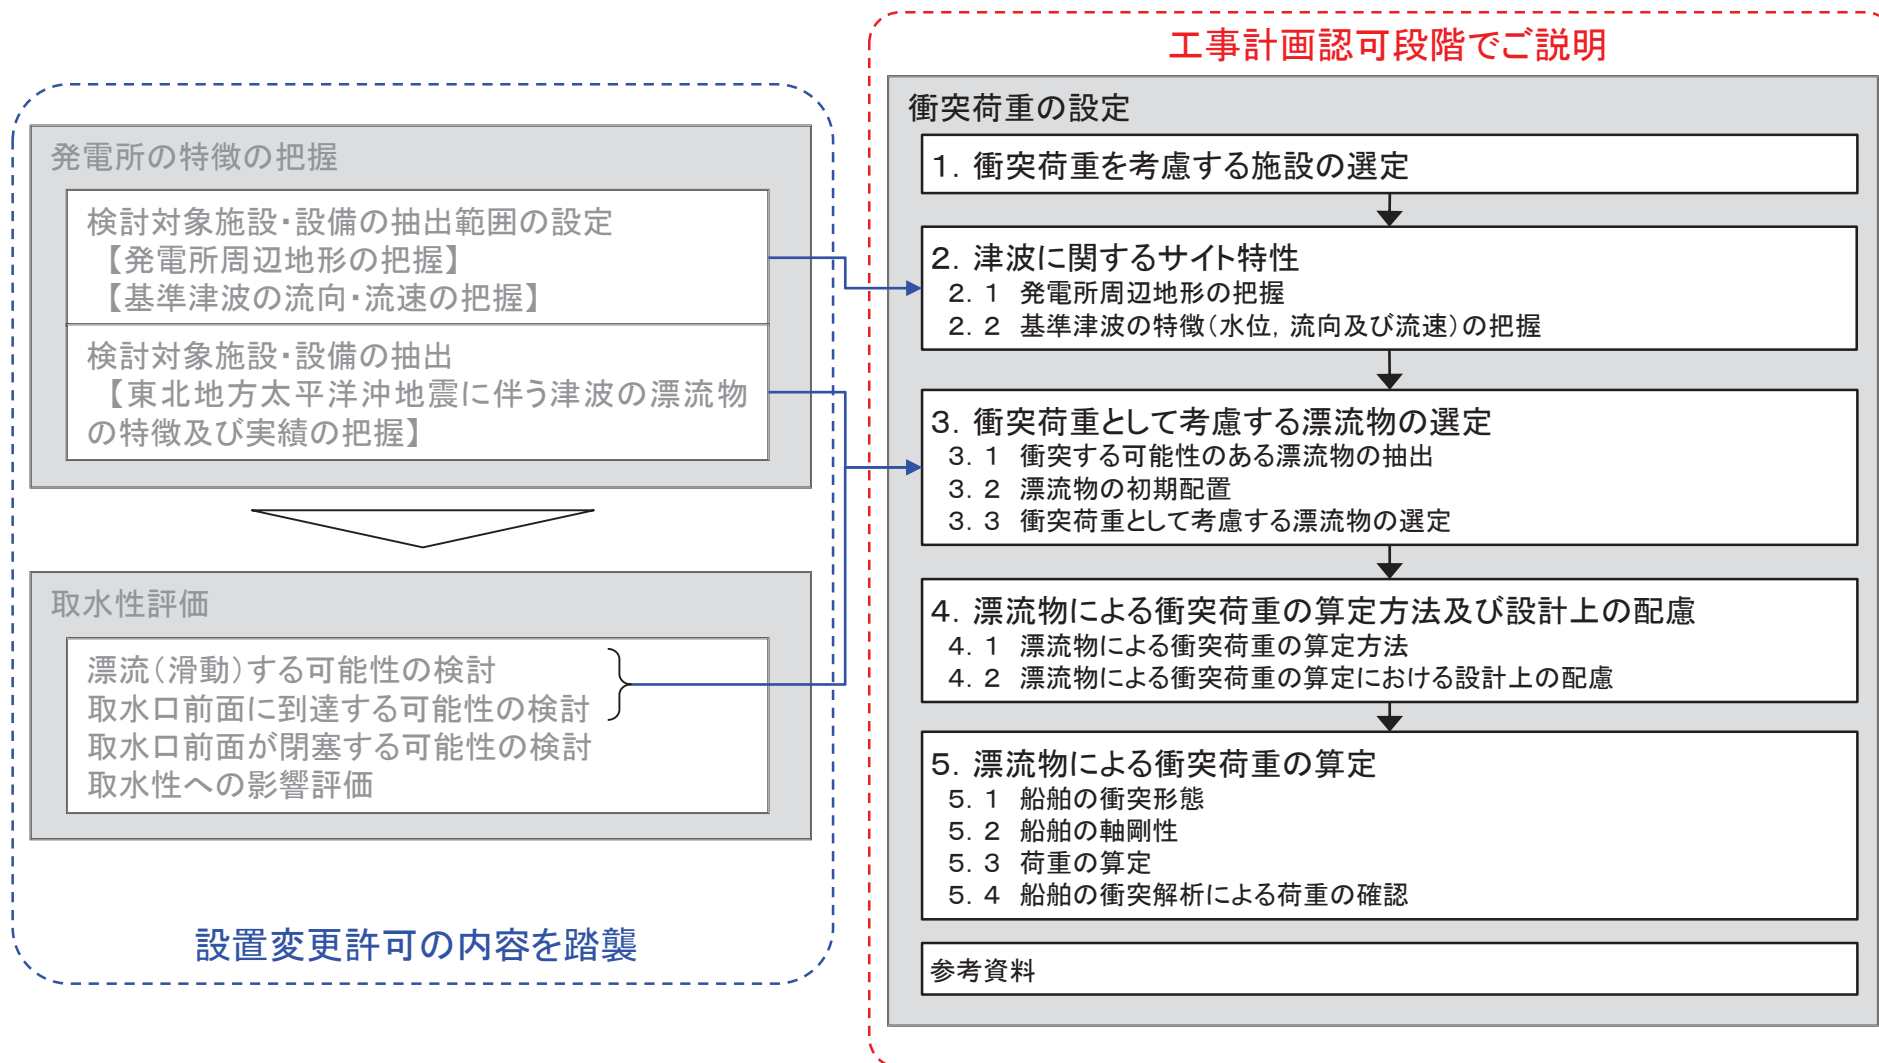 発電所の特徴の把握
検討対象施設・設備の抽出範囲の設定
【発電所周辺地形の把握】
【基準津波の流向・流速の把握】
検討対象施設・設備の抽出
【東北地方太平洋沖地震に伴う津波の漂流物
の特徴及び実績の把握】
取水性評価
漂流(滑動)する可能性の検討
取水口前面に到達する可能性の検討
取水口前面が閉塞する可能性の検討
取水性への影響評価
設置変更許可の内容を踏襲
工事計画認可段階でご説明
衝突荷重の設定
1. 衝突荷重を考慮する施設の選定
2. 津波に関するサイト特性
2. 1 発電所周辺地形の把握
2. 2 基準津波の特徴(水位, 流向及び流速)の把握
3. 衝突荷重として考慮する漂流物の選定
3. 1 衝突する可能性のある漂流物の抽出
3. 2 漂流物の初期配置
3. 3 衝突荷重として考慮する漂流物の選定
4. 漂流物による衝突荷重の算定方法及び設計上の配慮
4. 1 漂流物による衝突荷重の算定方法
4. 2 漂流物による衝突荷重の算定における設計上の配慮
5. 漂流物による衝突荷重の算定
5. 1 船舶の衝突形態
5. 2 船舶の軸剛性
5. 3 荷重の算定
5. 4 船舶の衝突解析による荷重の確認
参考資料